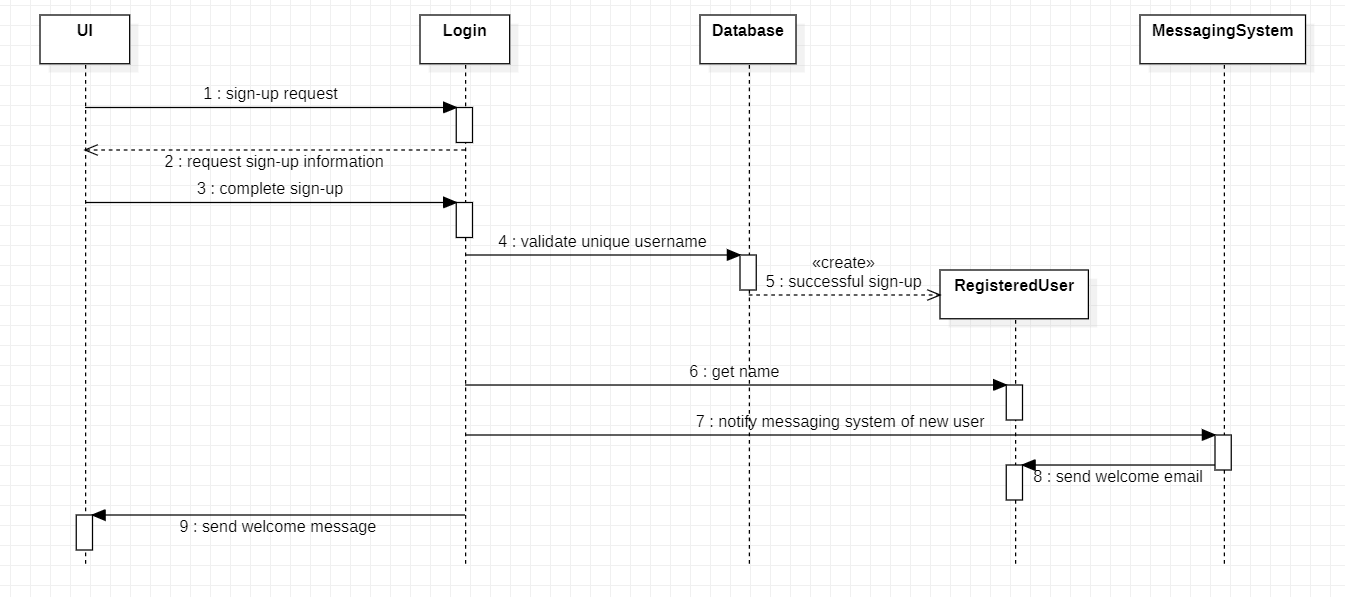 UI
Login
Database
MessagingSystem
1 : sign-up request
2 : request sign-up information
3 : complete sign-up
4 : validate unique username
«create»
5 : successful sign-up
RegisteredUser
6 : get name
7 : notify messaging system of new user
8 : send welcome email
9 : send welcome message